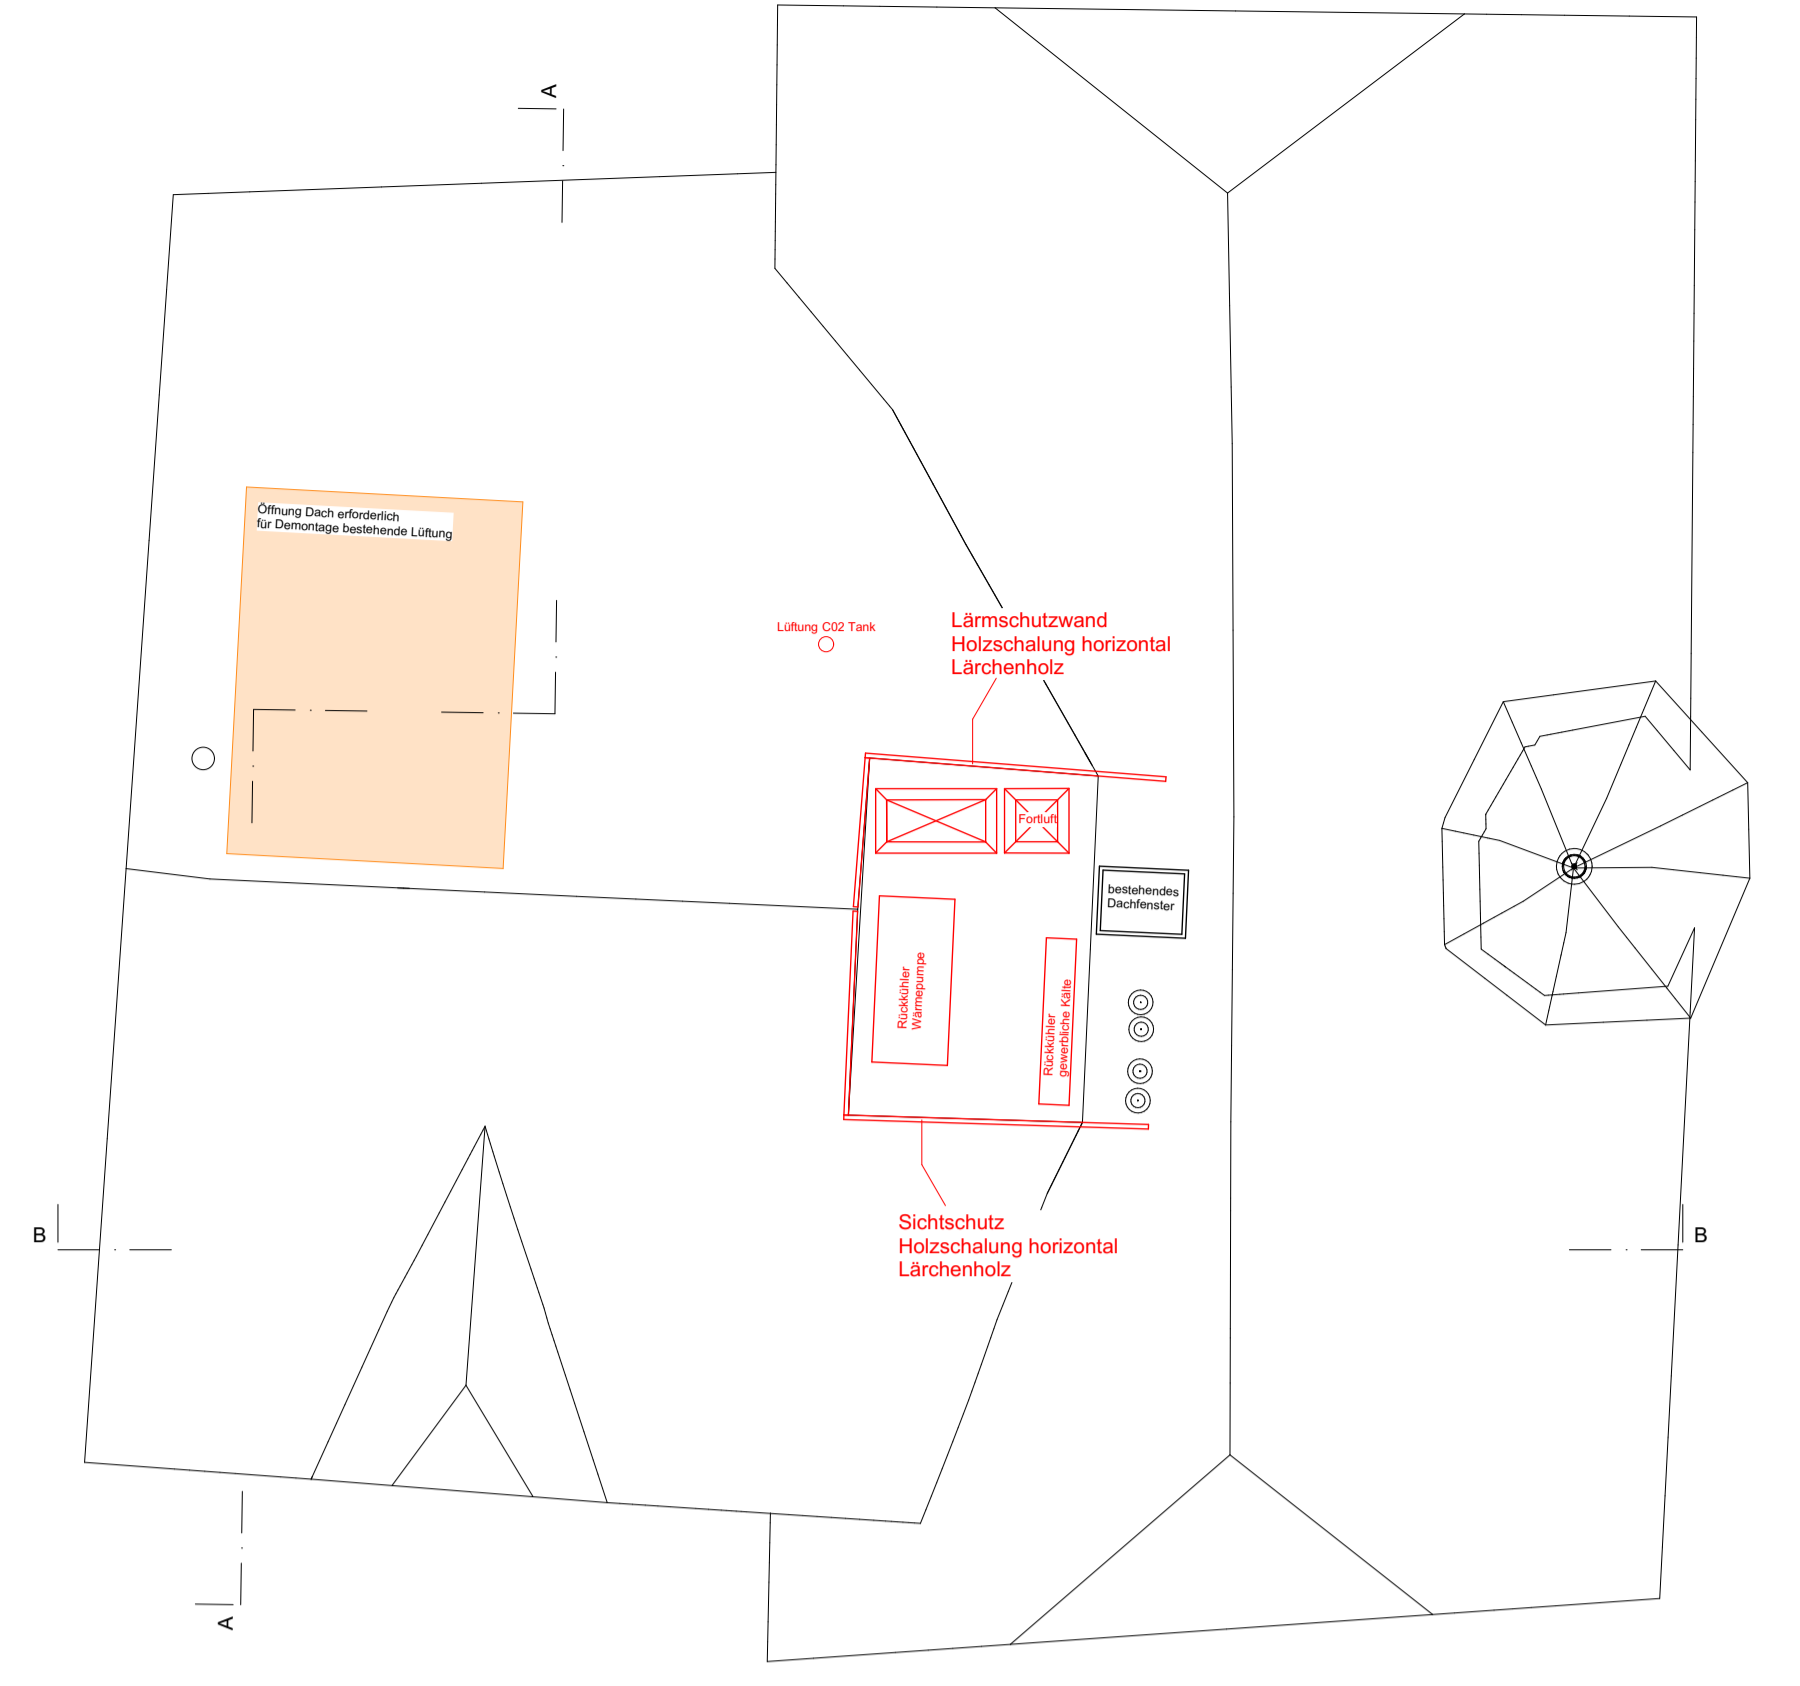 A
Öffnung Dach erforderlich
für Demontage bestehende Lüftung
Lüftung C02 Tank
Lärmschutzwand
Holzschalung horizontal
Lärchenholz
Fortluft
bestehendes
Dachfenster
Rückkühler
Wärmepumpe
Rückkühler
gewerbliche Kälte
Sichtschutz
Holzschalung horizontal
Lärchenholz
B
B
A